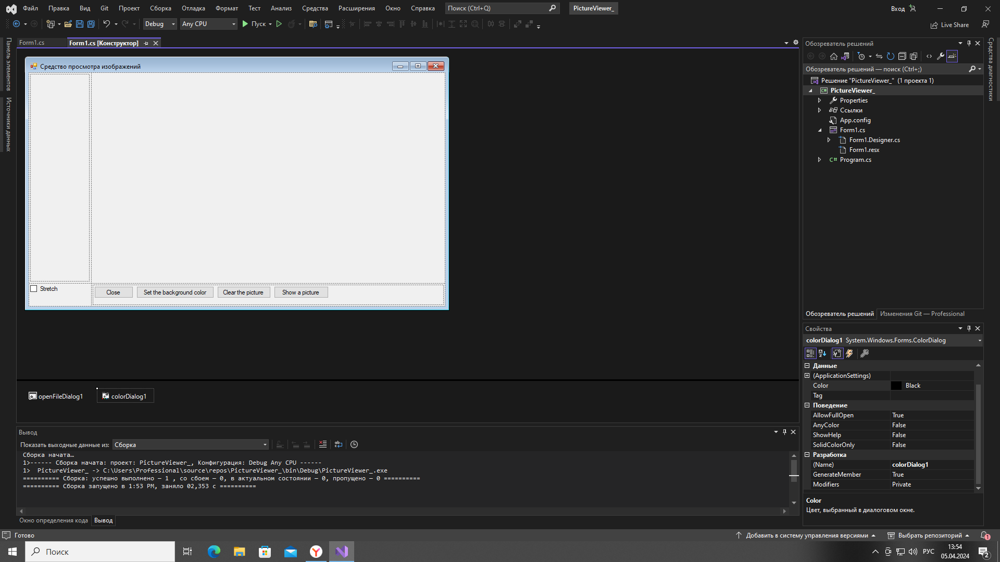 Файл Правка Вид Git Проект Сборка Отладка Формат Тест Анализ Средства Расширения Окно Справка Поиск (Ctrl+Q) PictureViewer_ Вход
Debug Any CPU Пуск Live Share
Панель элементов
Источники данных
Form1.cs Form1.cs [Конструктор]
Средство просмотра изображений
Stretch
Close Set the background color Clear the picture Show a picture
openFileDialog1 colorDialog1
Вывод
Показать выходные данные из: Сборка
Сборка начата…
1>------ Сборка начата: проект: PictureViewer_, Конфигурация: Debug Any CPU ------
1>  PictureViewer_ -> C:\Users\Professional\source\repos\PictureViewer_\bin\Debug\PictureViewer_.exe
========== Сборка: успешно выполнено — 1 , со сбоем — 0, в актуальном состоянии — 0, пропущено — 0 ==========
========== Сборка запущено в 1:53 PM, заняло 02,353 с ==========
Окно определения кода Вывод
Обозреватель решений
Обозреватель решений — поиск (Ctrl+;)
Решение "PictureViewer_" (1 проекта 1)
C# PictureViewer_
Properties
Ссылки
App.config
Form1.cs
Form1.Designer.cs
Form1.resx
C# Program.cs
Обозреватель решений Изменения Git — Professional
Средства диагностики
Свойства
colorDialog1 System.Windows.Forms.ColorDialog
Данные
(ApplicationSettings)
Color Black
Tag
Поведение
AllowFullOpen True
AnyColor False
ShowHelp False
SolidColorOnly False
Разработка
(Name) colorDialog1
GenerateMember True
Modifiers Private
Color
Цвет, выбранный в диалоговом окне.
Готово Добавить в систему управления версиями Выбрать репозиторий 1
Поиск РУС 13:54
05.04.2024 2